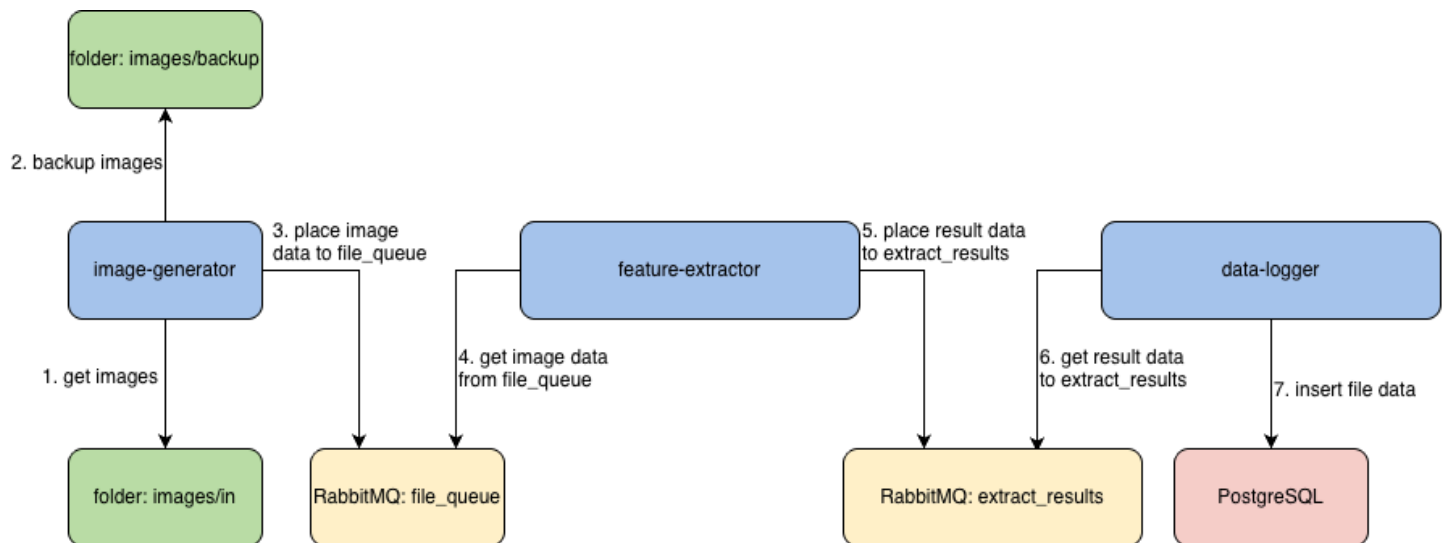 folder: images/backup
2. backup images
image-generator
3. place image
data to file_queue
feature-extractor
5. place result data
to extract_results
data-logger
1. get images
4. get image data
from file_queue
6. get result data
to extract_results
7. insert file data
folder: images/in
RabbitMQ: file_queue
RabbitMQ: extract_results
PostgreSQL